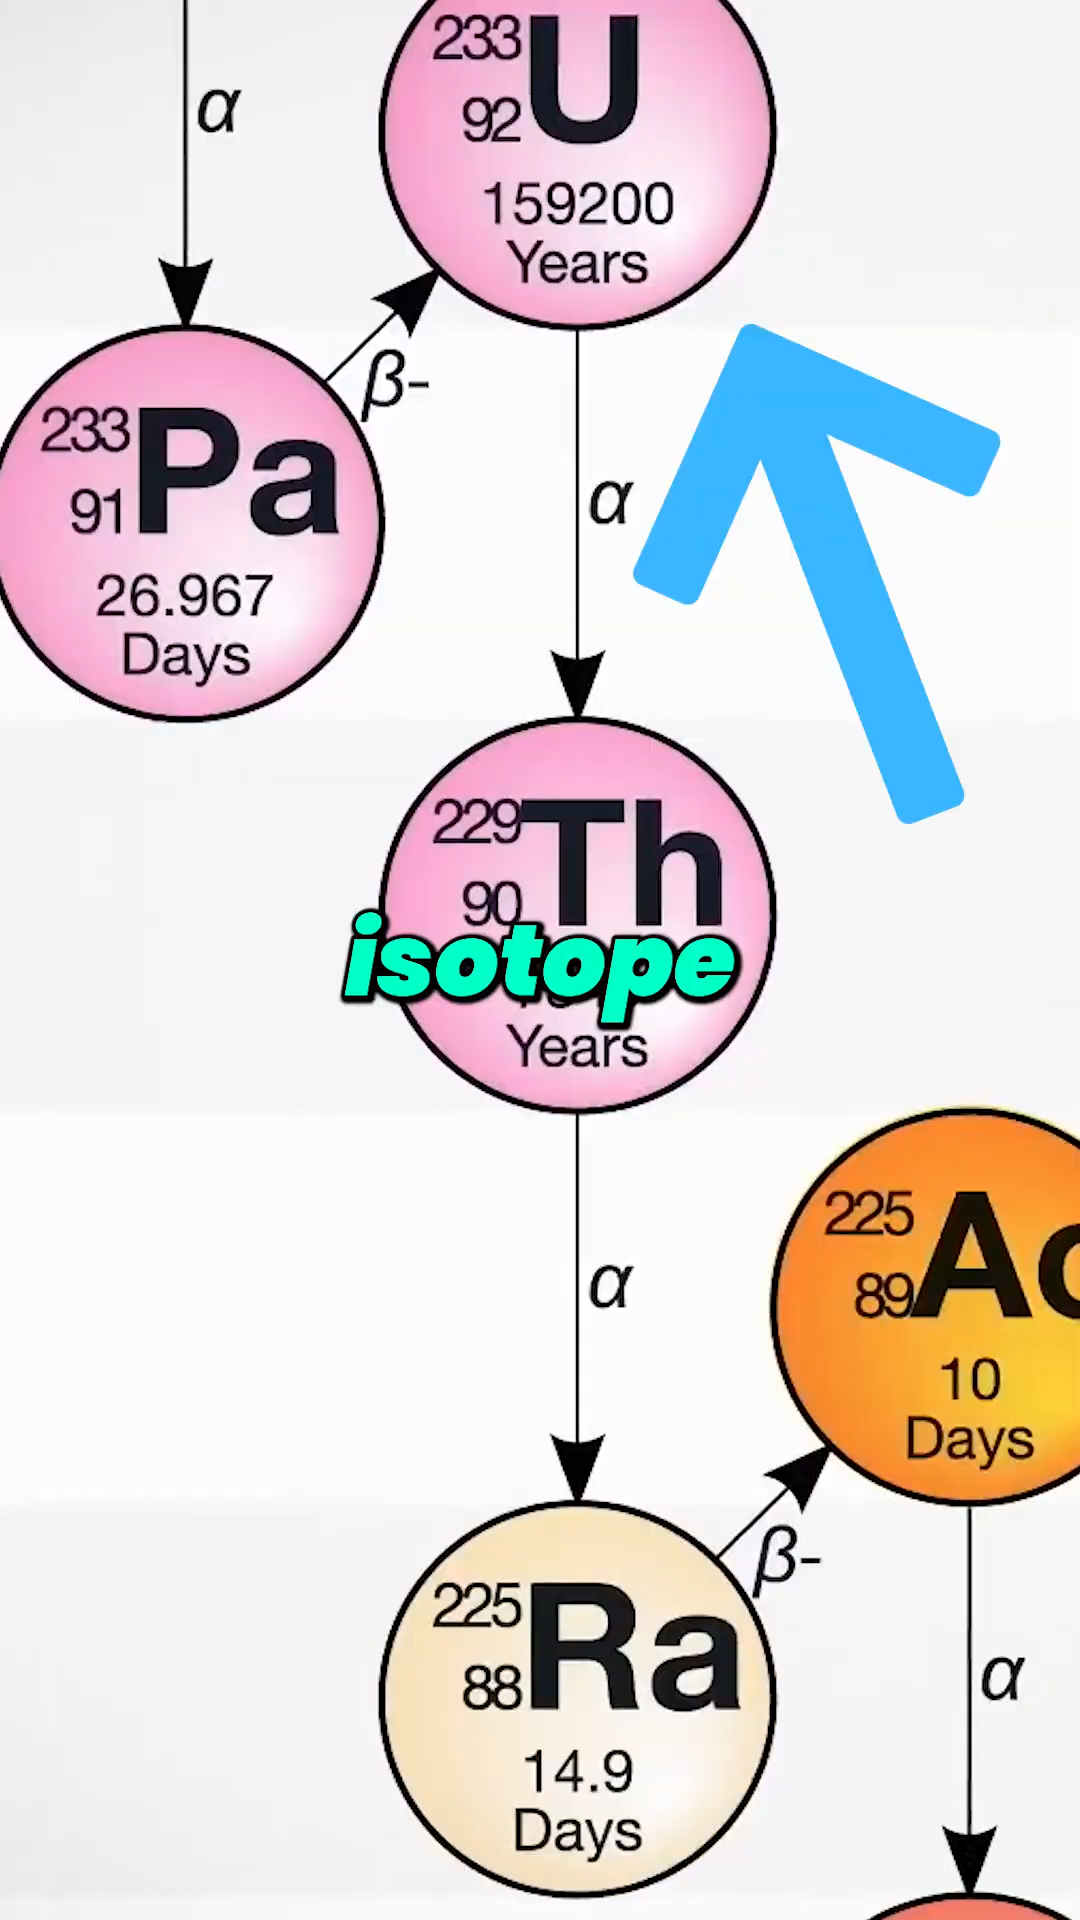 233
92 U
159200
Years
α
β-
233
91 Pa
26.967
Days
α
229
90 Th
isotope
Years
α
225
89 Ac
10
Days
β-
225
88 Ra
14.9
Days
α